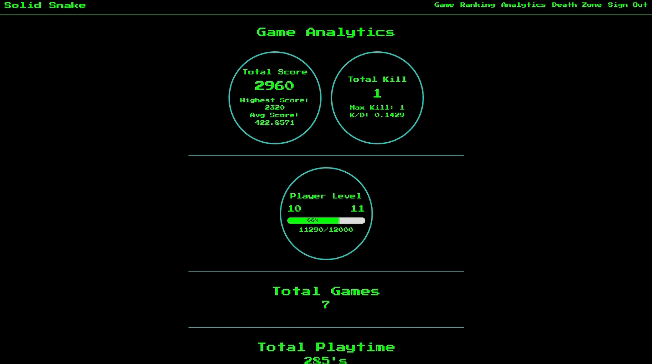 Solid Snake
Game Ranking Analytics Death Zone Sign Out
Game Analytics
Total Score
2960
Highest Score:
2320
Avg Score:
422.8571
Total Kill
1
Max Kill: 1
K/D: 0.1429
Player Level
10 11
66%
11290/12000
Total Games
7
Total Playtime
285's